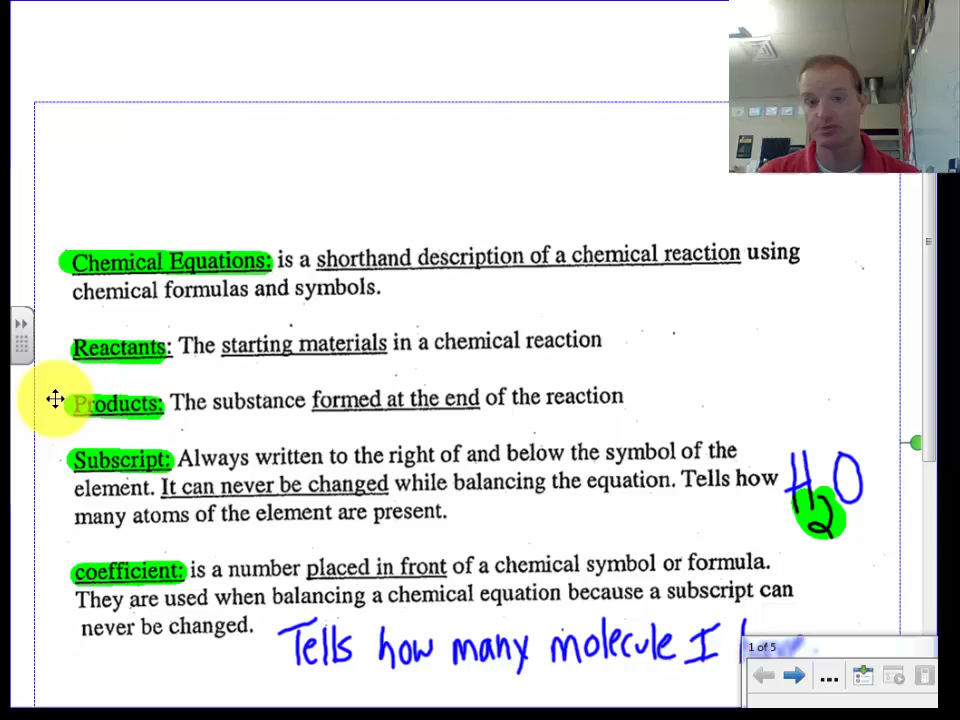 Chemical Equations: is a shorthand description of a chemical reaction using
chemical formulas and symbols.
Reactants: The starting materials in a chemical reaction
Products: The substance formed at the end of the reaction
Subscript: Always written to the right of and below the symbol of the
element. It can never be changed while balancing the equation. Tells how
many atoms of the element are present.
H2O
coefficient: is a number placed in front of a chemical symbol or formula.
They are used when balancing a chemical equation because a subscript can
never be changed.
Tells how many molecule I
1 of 5